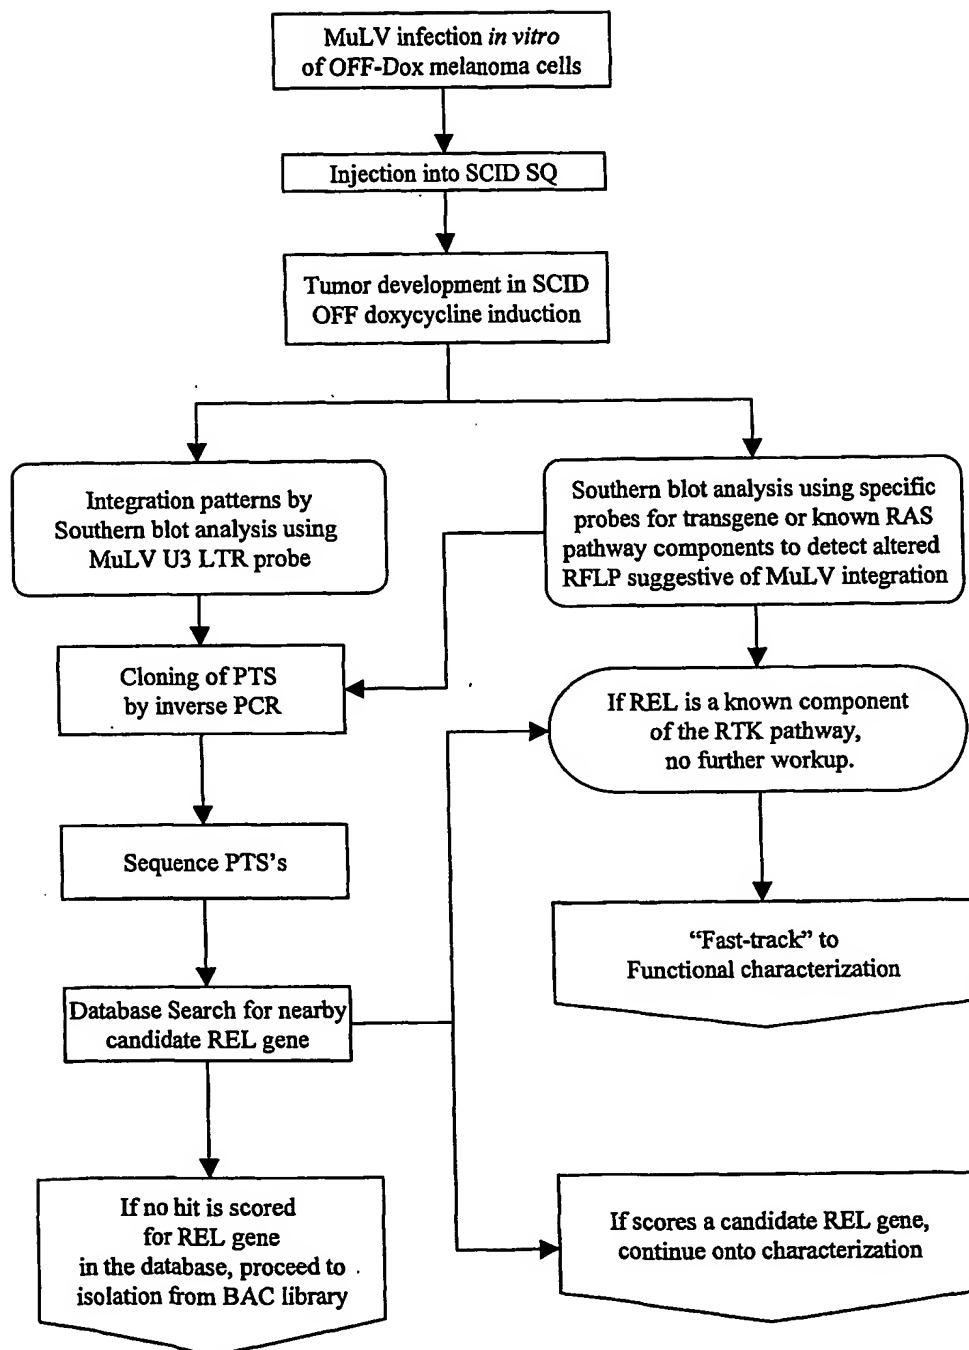 MuLV infection in vitro
of OFF-Dox melanoma cells
Injection into SCID SQ
Tumor development in SCID
OFF doxycycline induction
Integration patterns by
Southern blot analysis using
MuLV U3 LTR probe
Southern blot analysis using specific
probes for transgene or known RAS
pathway components to detect altered
RFLP suggestive of MuLV integration
Cloning of PTS
by inverse PCR
If REL is a known component
of the RTK pathway,
no further workup.
Sequence PTS's
"Fast-track" to
Functional characterization
Database Search for nearby
candidate REL gene
If no hit is scored
for REL gene
in the database, proceed to
isolation from BAC library
If scores a candidate REL gene,
continue onto characterization